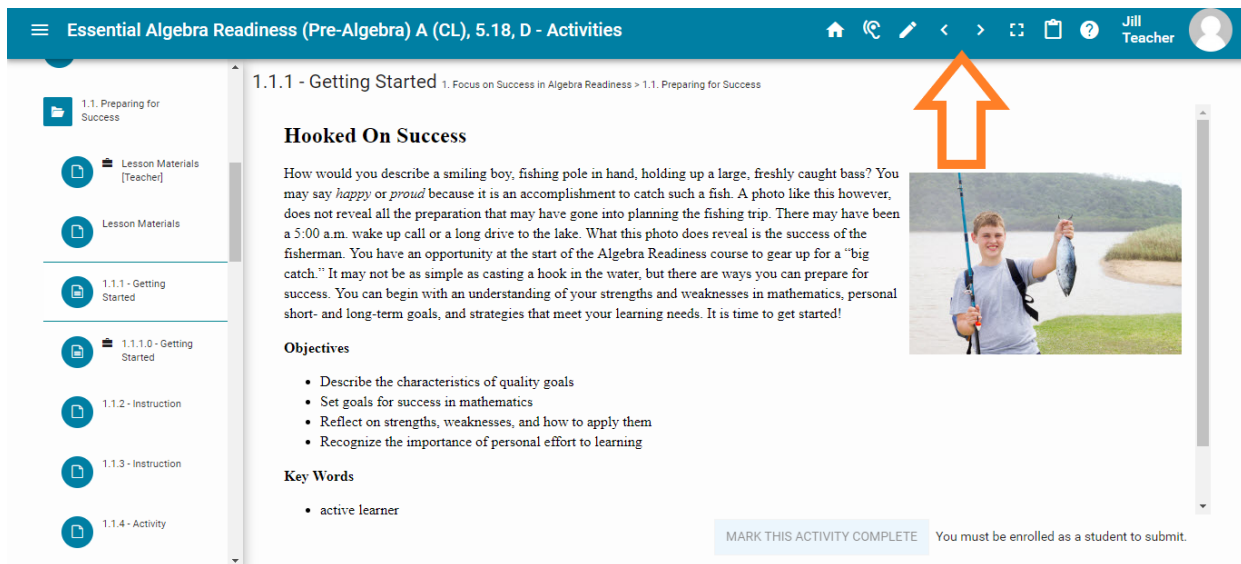 Essential Algebra Readiness (Pre-Algebra) A (CL), 5.18, D - Activities
Jill
Teacher
1.1. Preparing for
Success
Lesson Materials
[Teacher]
Lesson Materials
1.1.1 - Getting
Started
1.1.1.0 - Getting
Started
1.1.2 - Instruction
1.1.3 - Instruction
1.1.4 - Activity
1.1.1 - Getting Started 1. Focus on Success in Algebra Readiness > 1.1. Preparing for Success
Hooked On Success
How would you describe a smiling boy, fishing pole in hand, holding up a large, freshly caught bass? You
may say happy or proud because it is an accomplishment to catch such a fish. A photo like this however,
does not reveal all the preparation that may have gone into planning the fishing trip. There may have been
a 5:00 a.m. wake up call or a long drive to the lake. What this photo does reveal is the success of the
fisherman. You have an opportunity at the start of the Algebra Readiness course to gear up for a “big
catch.” It may not be as simple as casting a hook in the water, but there are ways you can prepare for
success. You can begin with an understanding of your strengths and weaknesses in mathematics, personal
short- and long-term goals, and strategies that meet your learning needs. It is time to get started!
Objectives
• Describe the characteristics of quality goals
• Set goals for success in mathematics
• Reflect on strengths, weaknesses, and how to apply them
• Recognize the importance of personal effort to learning
Key Words
• active learner
MARK THIS ACTIVITY COMPLETE You must be enrolled as a student to submit.